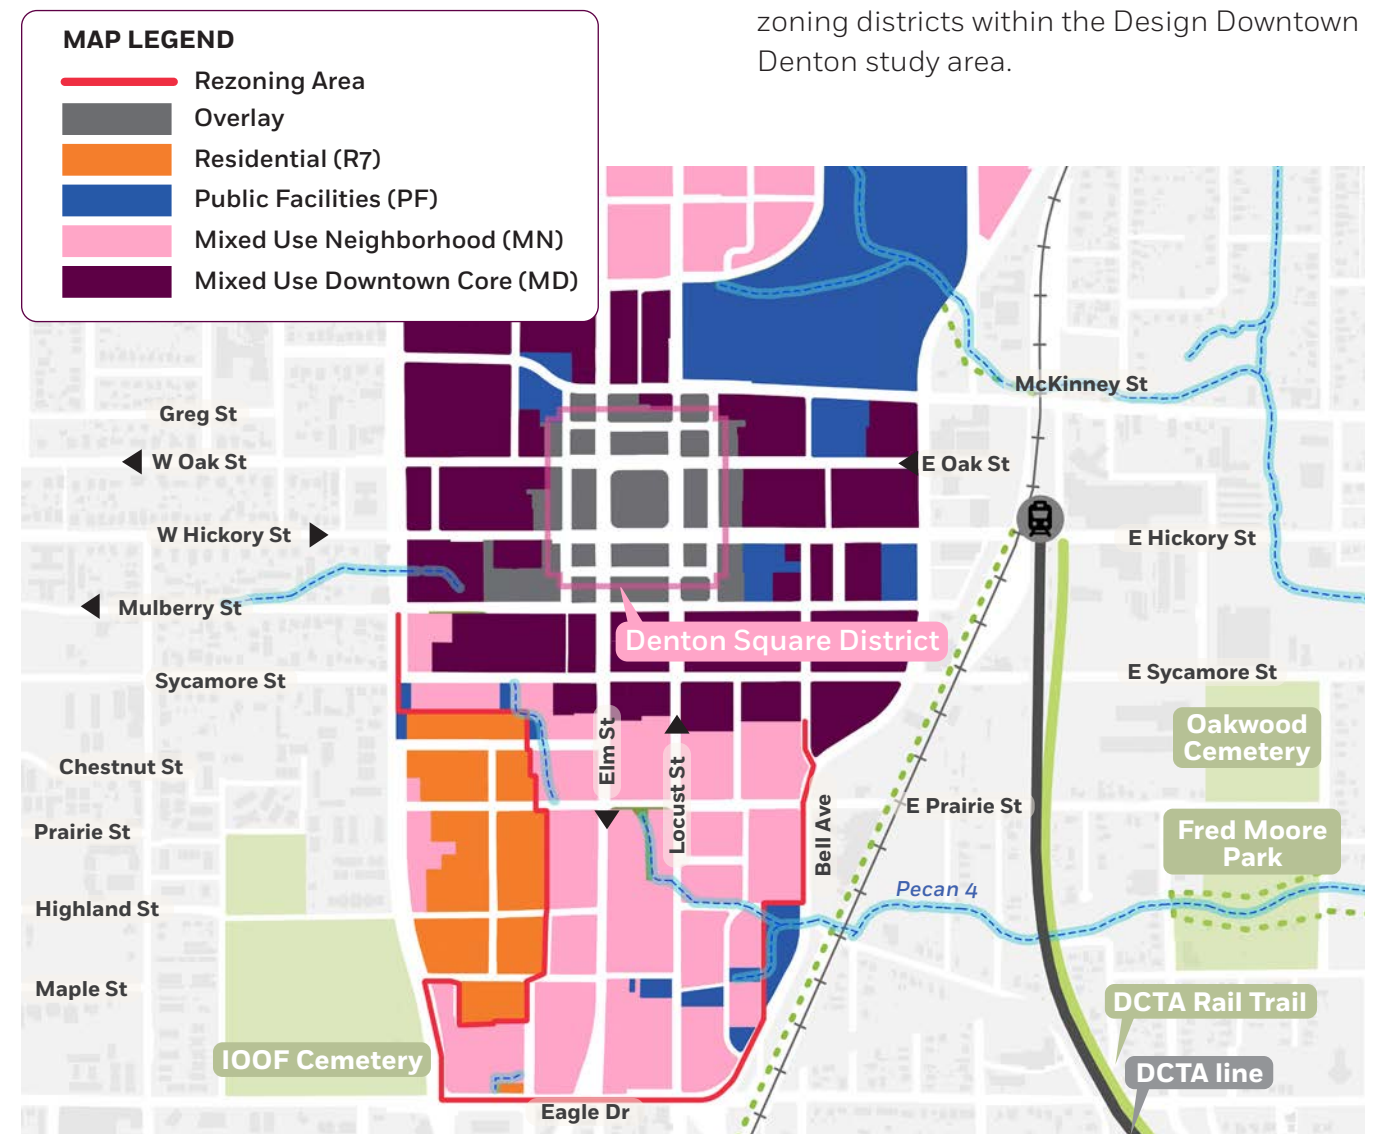 zoning districts within the Design Downtown
Denton study area.
MAP LEGEND
Rezoning Area
Overlay
Residential (R7)
Public Facilities (PF)
Mixed Use Neighborhood (MN)
Mixed Use Downtown Core (MD)
McKinney St
Greg St
W Oak St
E Oak St
W Hickory St
E Hickory St
Mulberry St
Denton Square District
Sycamore St
E Sycamore St
Oakwood
Cemetery
Elm St
Locust St
Chestnut St
Bell Ave
E Prairie St
Prairie St
Fred Moore
Park
Pecan 4
Highland St
Maple St
DCTA Rail Trail
IOOF Cemetery
DCTA line
Eagle Dr